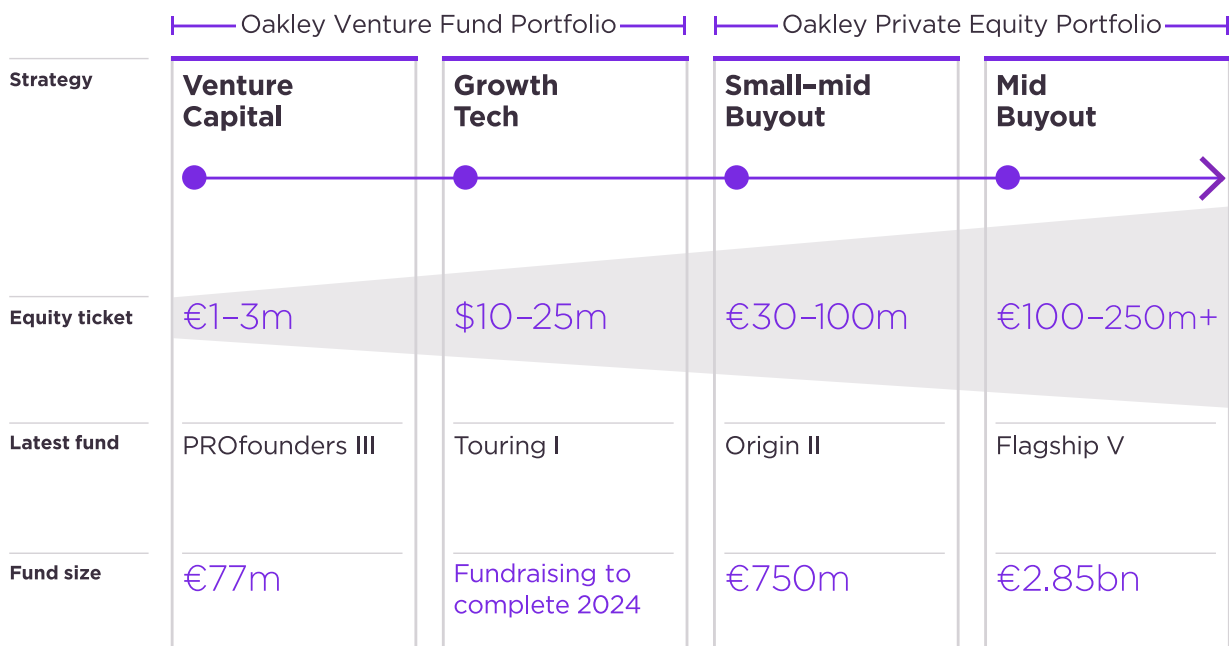 Oakley Venture Fund Portfolio
Oakley Private Equity Portfolio
Strategy
Venture
Capital
Growth
Tech
Small–mid
Buyout
Mid
Buyout
Equity ticket
€1–3m
$10–25m
€30–100m
€100–250m+
Latest fund
PROfounders III
Touring I
Origin II
Flagship V
Fund size
€77m
Fundraising to
complete 2024
€750m
€2.85bn